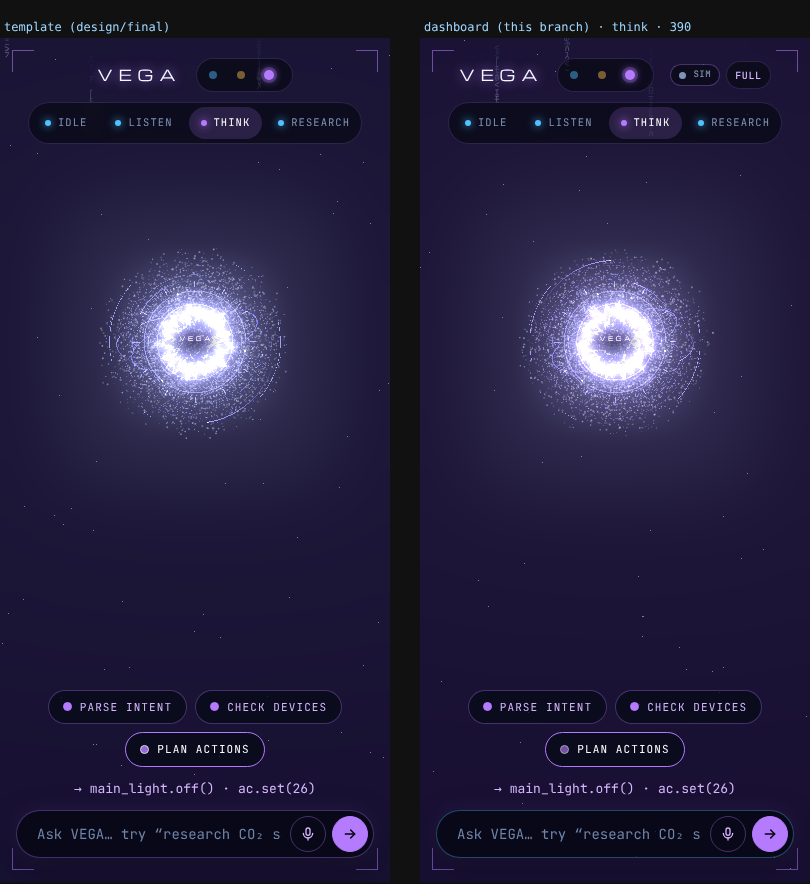 template (design/final)
VEGA
IDLE LISTEN THINK RESEARCH
VEGA
PARSE INTENT CHECK DEVICES
PLAN ACTIONS
→ main_light.off() · ac.set(26)
Ask VEGA… try “research CO₂ s
dashboard (this branch) · think · 390
VEGA SIM FULL
IDLE LISTEN THINK RESEARCH
VEGA
PARSE INTENT CHECK DEVICES
PLAN ACTIONS
→ main_light.off() · ac.set(26)
Ask VEGA… try “research CO₂ s